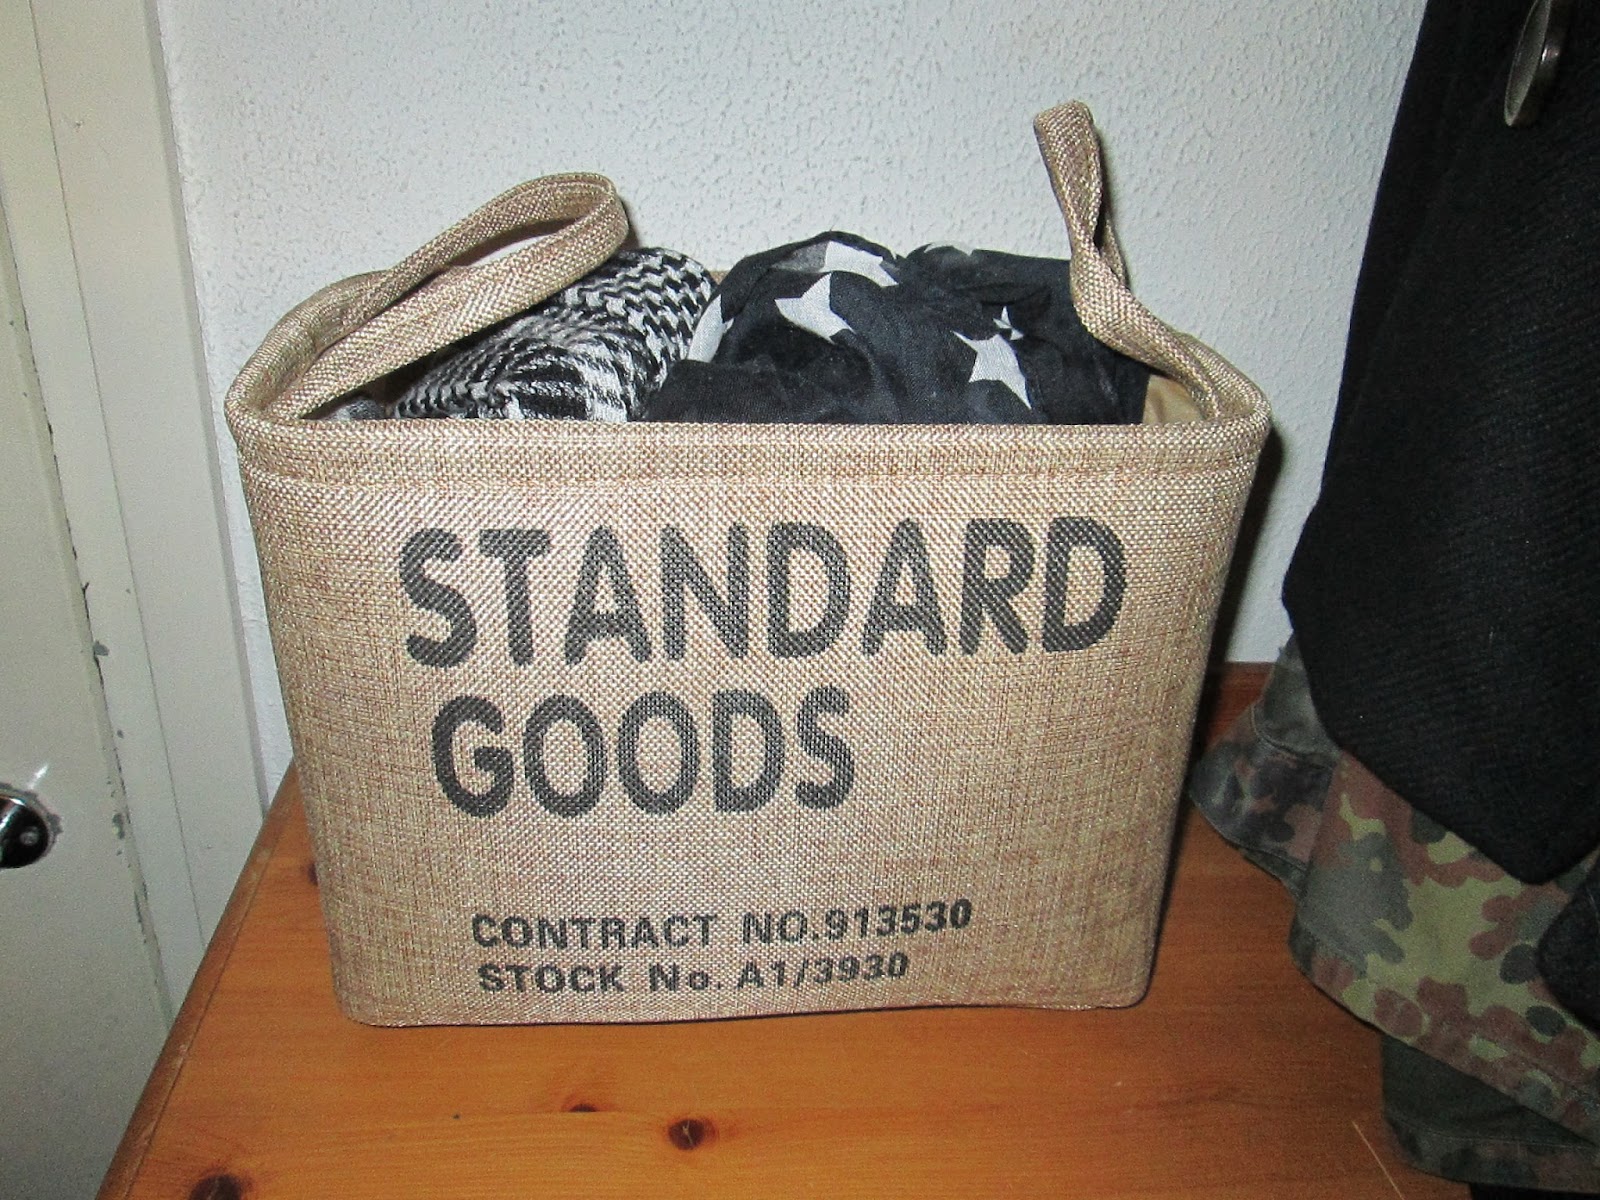 STANDARD
GOODS
CONTRACT NO.913530
STOCK No. A1/3930